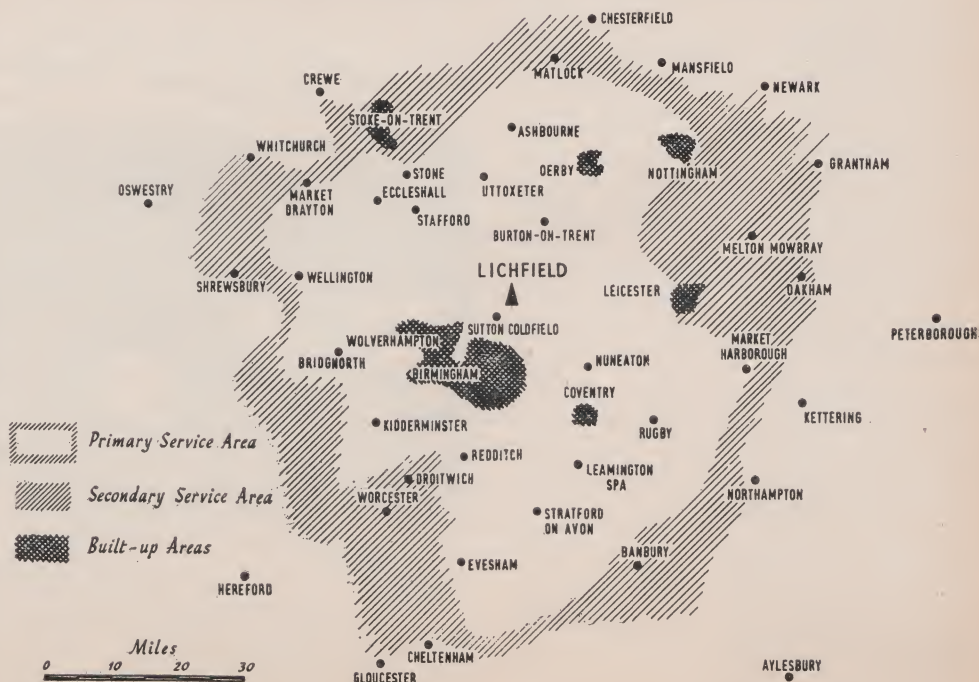 CHESTERFIELD
MATLOCK
MANSFIELD
CREWE
NEWARK
STOKE-ON-TRENT
ASHBOURNE
WHITCHURCH
DERBY
NOTTINGHAM
GRANTHAM
OSWESTRY
MARKET
DRAYTON
STONE
ECCLESHALL
UTTOXETER
STAFFORD
BURTON-ON-TRENT
MELTON MOWBRAY
SHREWSBURY
WELLINGTON
LICHFIELD
LEICESTER
OAKHAM
SUTTON COLDFIELD
PETERBOROUGH
WOLVERHAMPTON
BRIDGNORTH
BIRMINGHAM
NUNEATON
MARKET
HARBOROUGH
COVENTRY
KETTERING
KIDDERMINSTER
RUGBY
Primary Service Area
REDDITCH
DROITWICH
LEAMINGTON
SPA
NORTHAMPTON
Secondary Service Area
WORCESTER
STRATFORD
ON AVON
Built-up Areas
EVESHAM
BANBURY
HEREFORD
Miles
0 10 20 30
CHELTENHAM
GLOUCESTER
AYLESBURY